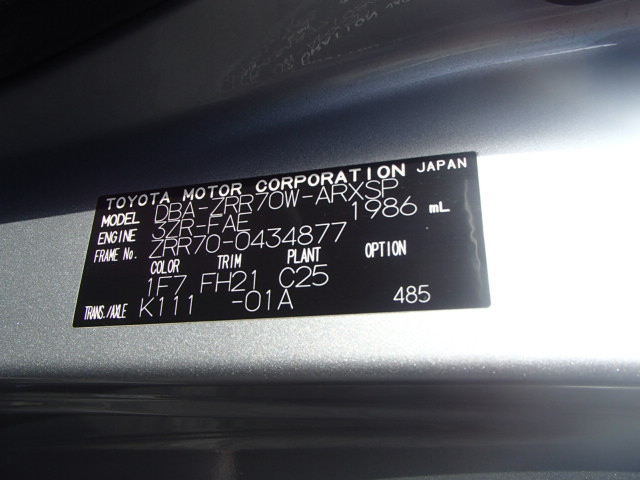 TOYOTA MOTOR CORPORATION JAPAN
MODEL DBA-ZRR70W-ARXSP
ENGINE 3ZR-FAE 1986 mL
FRAME No. ZRR70-0434877
COLOR TRIM PLANT OPTION
1F7 FH21 C25
TRANS./AXLE K111 -01A 485